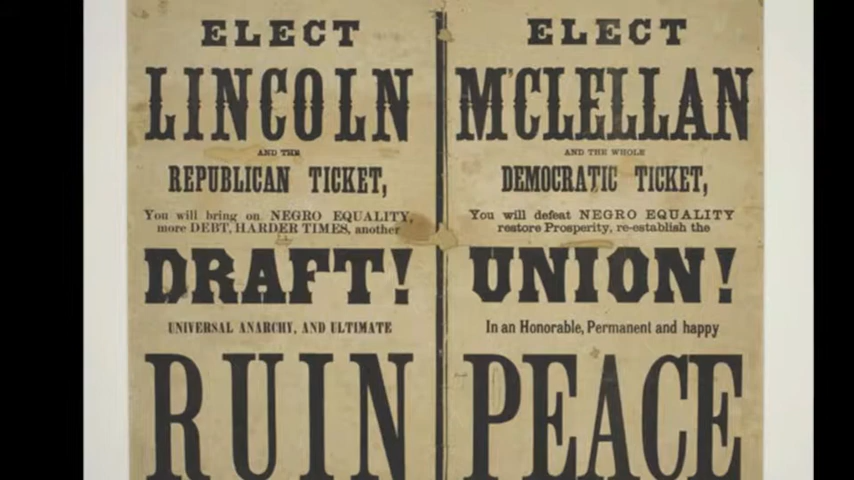 ELECT
LINCOLN
AND THE
REPUBLICAN TICKET,
You will bring on NEGRO EQUALITY,
more DEBT, HARDER TIMES, another
DRAFT!
UNIVERSAL ANARCHY, AND ULTIMATE
RUIN
ELECT
M'CLELLAN
AND THE WHOLE
DEMOCRATIC TICKET,
You will defeat NEGRO EQUALITY
restore Prosperity, re-establish the
UNION!
In an Honorable, Permanent and happy
PEACE